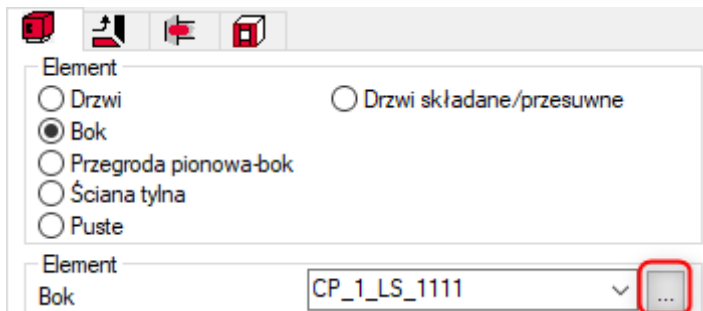 Element
Drzwi
Drzwi składane/przesuwne
Bok
Przegroda pionowa-bok
Ściana tylna
Puste
Element
Bok
CP_1_LS_1111
...